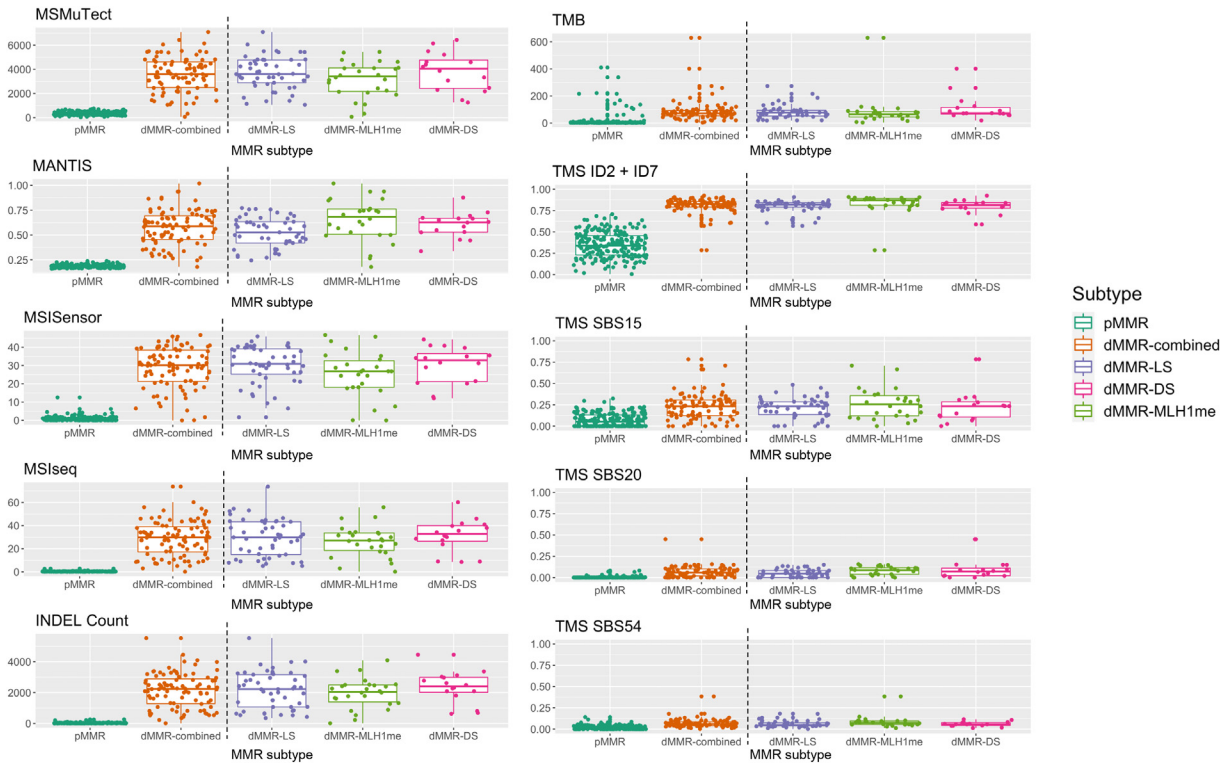 MSMuTect
6000
4000
2000
0
pMMR dMMR-combined dMMR-LS dMMR-MLH1me dMMR-DS
MMR subtype
MANTIS
1.00
0.75
0.50
0.25
pMMR dMMR-combined dMMR-LS dMMR-MLH1me dMMR-DS
MMR subtype
MSISensor
40
30
20
10
0
pMMR dMMR-combined dMMR-LS dMMR-MLH1me dMMR-DS
MMR subtype
MSIseq
60
40
20
0
pMMR dMMR-combined dMMR-LS dMMR-MLH1me dMMR-DS
MMR subtype
INDEL Count
4000
2000
0
pMMR dMMR-combined dMMR-LS dMMR-MLH1me dMMR-DS
MMR subtype
TMB
600
400
200
0
pMMR dMMR-combined dMMR-LS dMMR-MLH1me dMMR-DS
MMR subtype
TMS ID2 + ID7
1.00
0.75
0.50
0.25
0.00
pMMR dMMR-combined dMMR-LS dMMR-MLH1me dMMR-DS
MMR subtype
TMS SBS15
1.00
0.75
0.50
0.25
0.00
pMMR dMMR-combined dMMR-LS dMMR-MLH1me dMMR-DS
MMR subtype
TMS SBS20
1.00
0.75
0.50
0.25
0.00
pMMR dMMR-combined dMMR-LS dMMR-MLH1me dMMR-DS
MMR subtype
TMS SBS54
1.00
0.75
0.50
0.25
0.00
pMMR dMMR-combined dMMR-LS dMMR-MLH1me dMMR-DS
MMR subtype
Subtype
pMMR
dMMR-combined
dMMR-LS
dMMR-DS
dMMR-MLH1me